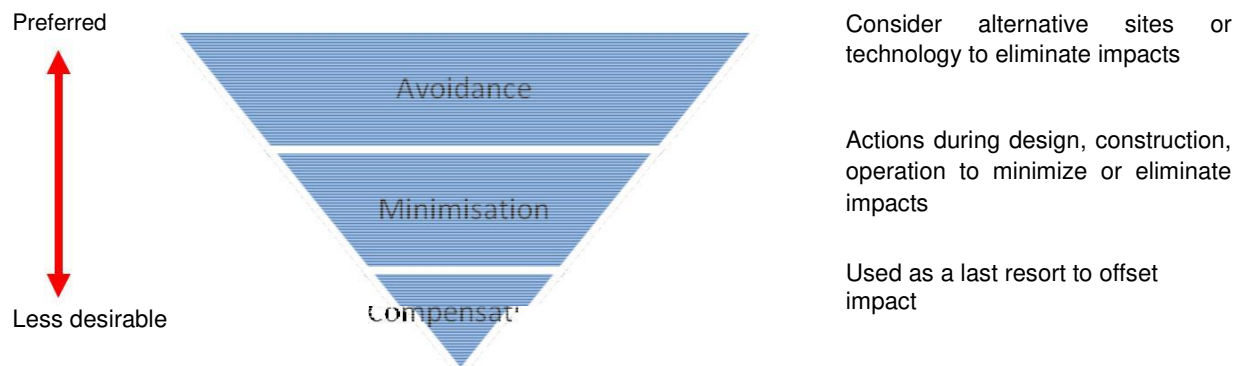 Preferred
Avoidance
Minimisation
Compensat
Less desirable
Consider alternative sites or
technology to eliminate impacts
Actions during design, construction,
operation to minimize or eliminate
impacts
Used as a last resort to offset
impact